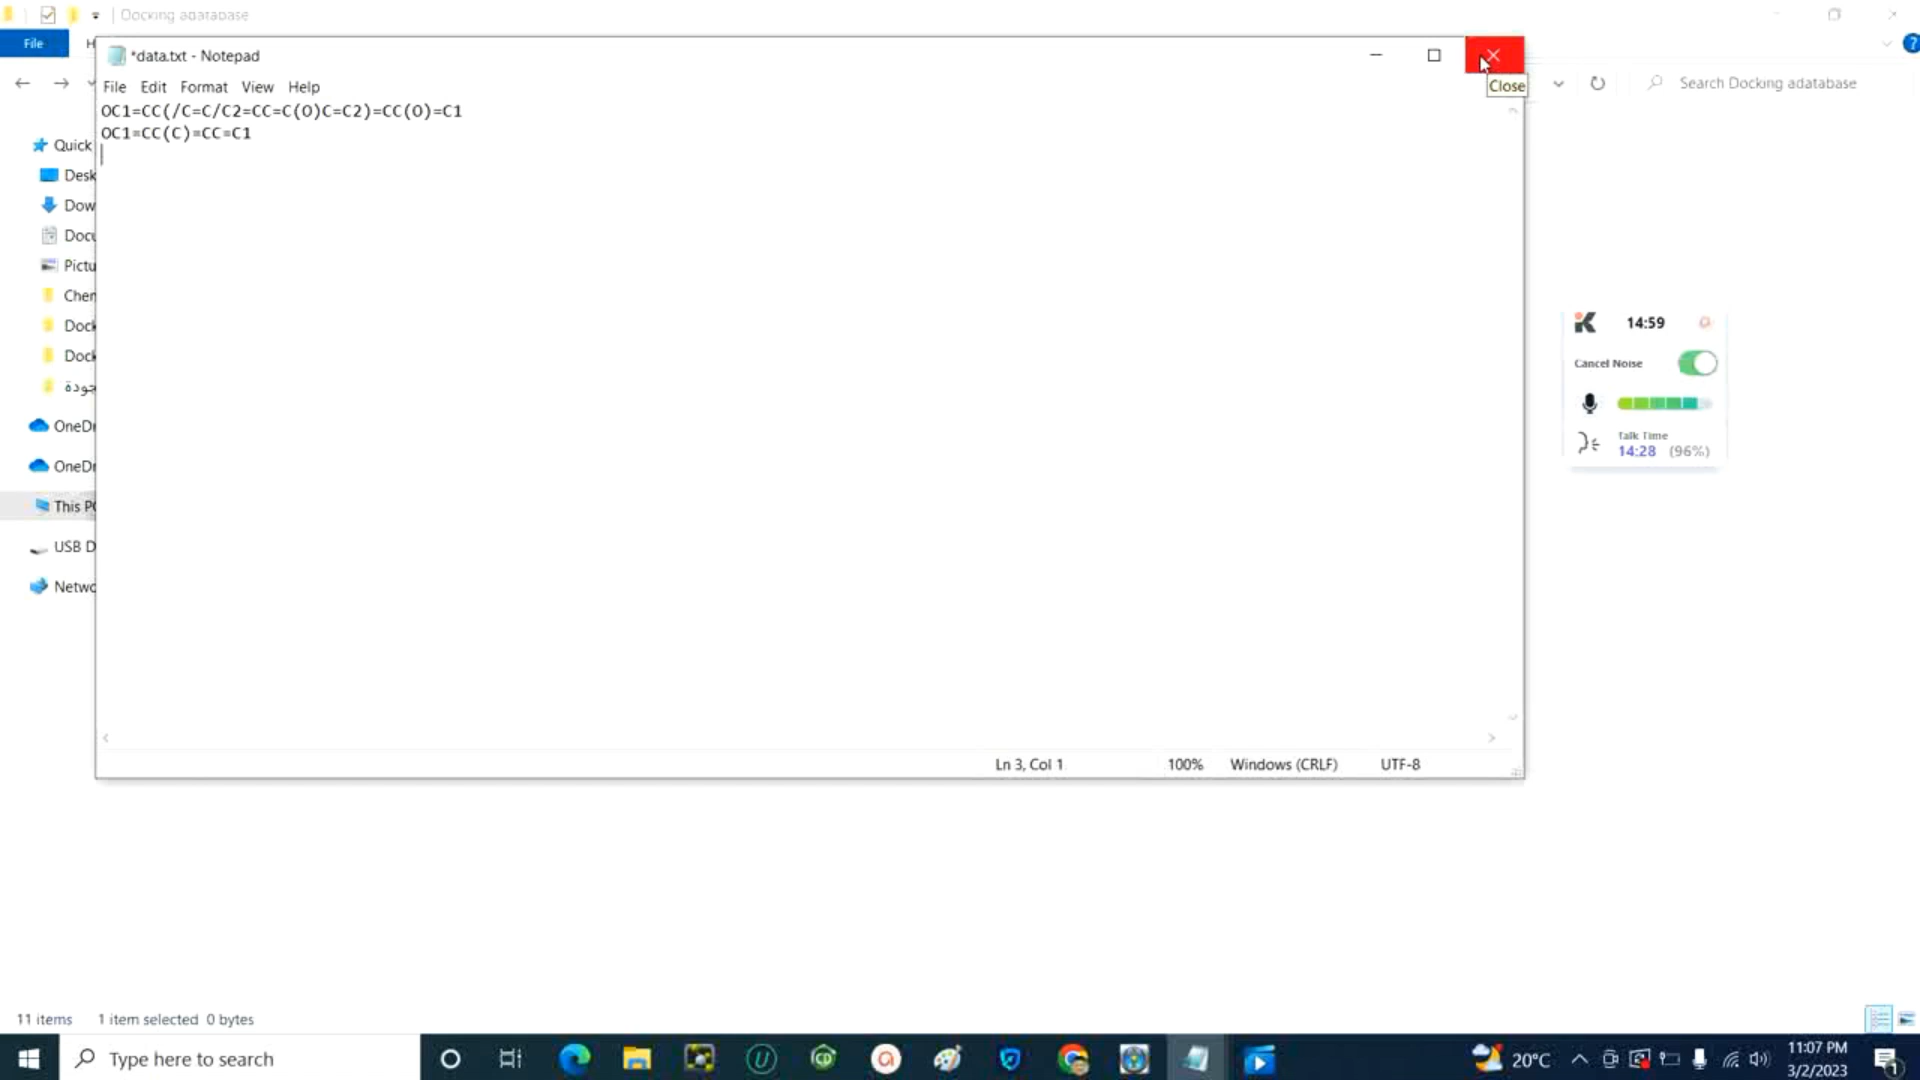 Docking adatabase
File
H
*data.txt - Notepad
Close
File Edit Format View Help
Search Docking adatabase
OC1=CC(/C=C/C2=CC=C(O)C=C2)=CC(O)=C1
OC1=CC(C)=CC=C1
Quick
Desk
Dow
Docu
Pictu
Chem
Dock
Dock
جودة
OneDr
OneDr
This PC
USB D
Netwo
14:59
Cancel Noise
Talk Time
14:28 (96%)
Ln 3, Col 1
100%
Windows (CRLF)
UTF-8
11 items 1 item selected 0 bytes
Type here to search
20°C
11:07 PM
3/2/2023
1